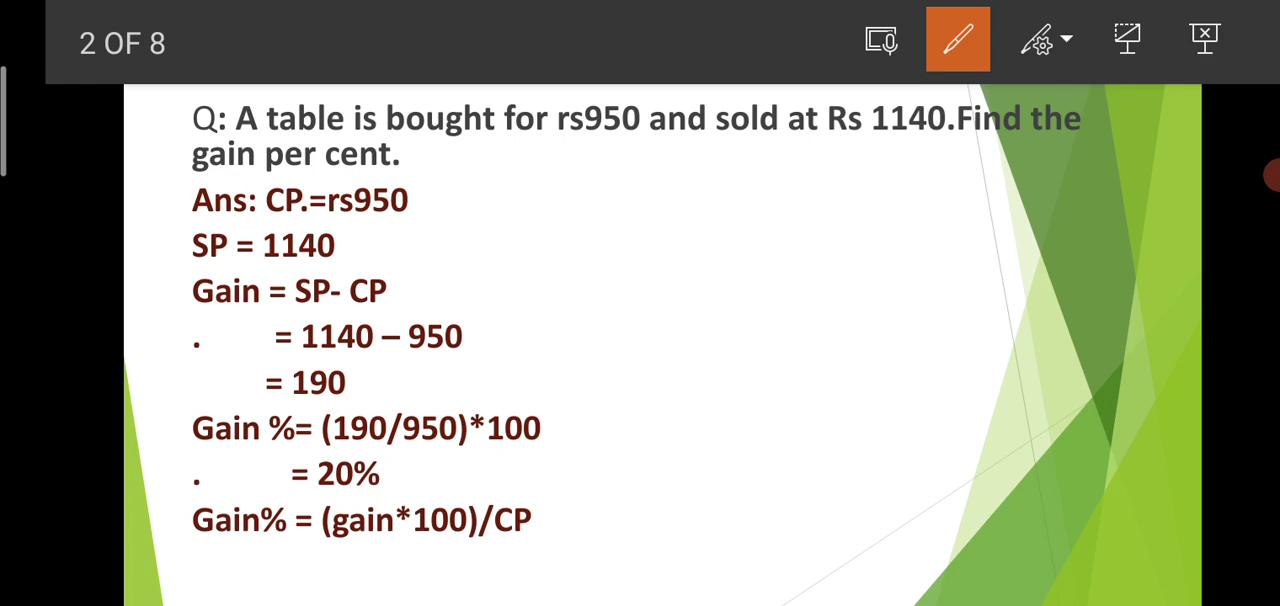 2 OF 8
Q: A table is bought for rs950 and sold at Rs 1140.Find the
gain per cent.
Ans: CP.=rs950
SP = 1140
Gain = SP- CP
. = 1140 – 950
= 190
Gain %= (190/950)*100
. = 20%
Gain% = (gain*100)/CP